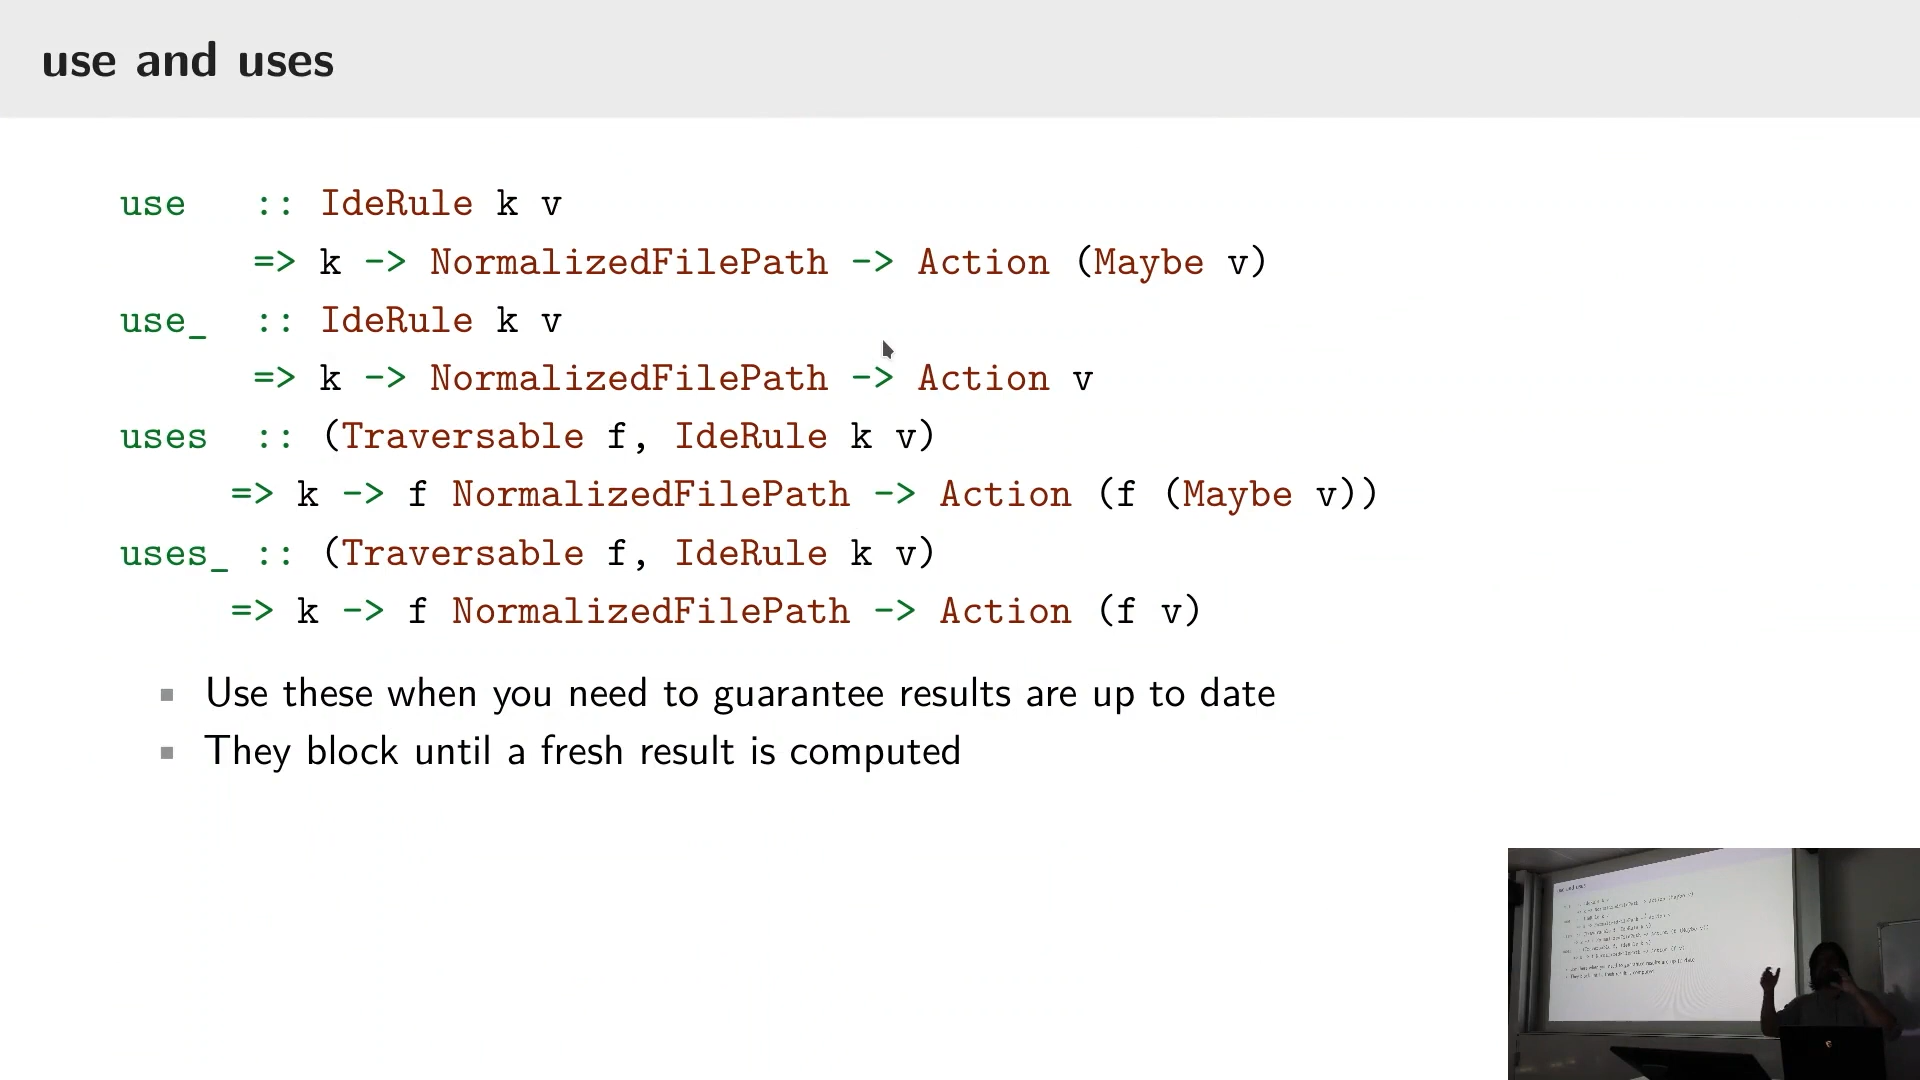 use and uses
use :: IdeRule k v
=> k -> NormalizedFilePath -> Action (Maybe v)
use_ :: IdeRule k v
=> k -> NormalizedFilePath -> Action v
uses :: (Traversable f, IdeRule k v)
=> k -> f NormalizedFilePath -> Action (f (Maybe v))
uses_ :: (Traversable f, IdeRule k v)
=> k -> f NormalizedFilePath -> Action (f v)
Use these when you need to guarantee results are up to date
They block until a fresh result is computed